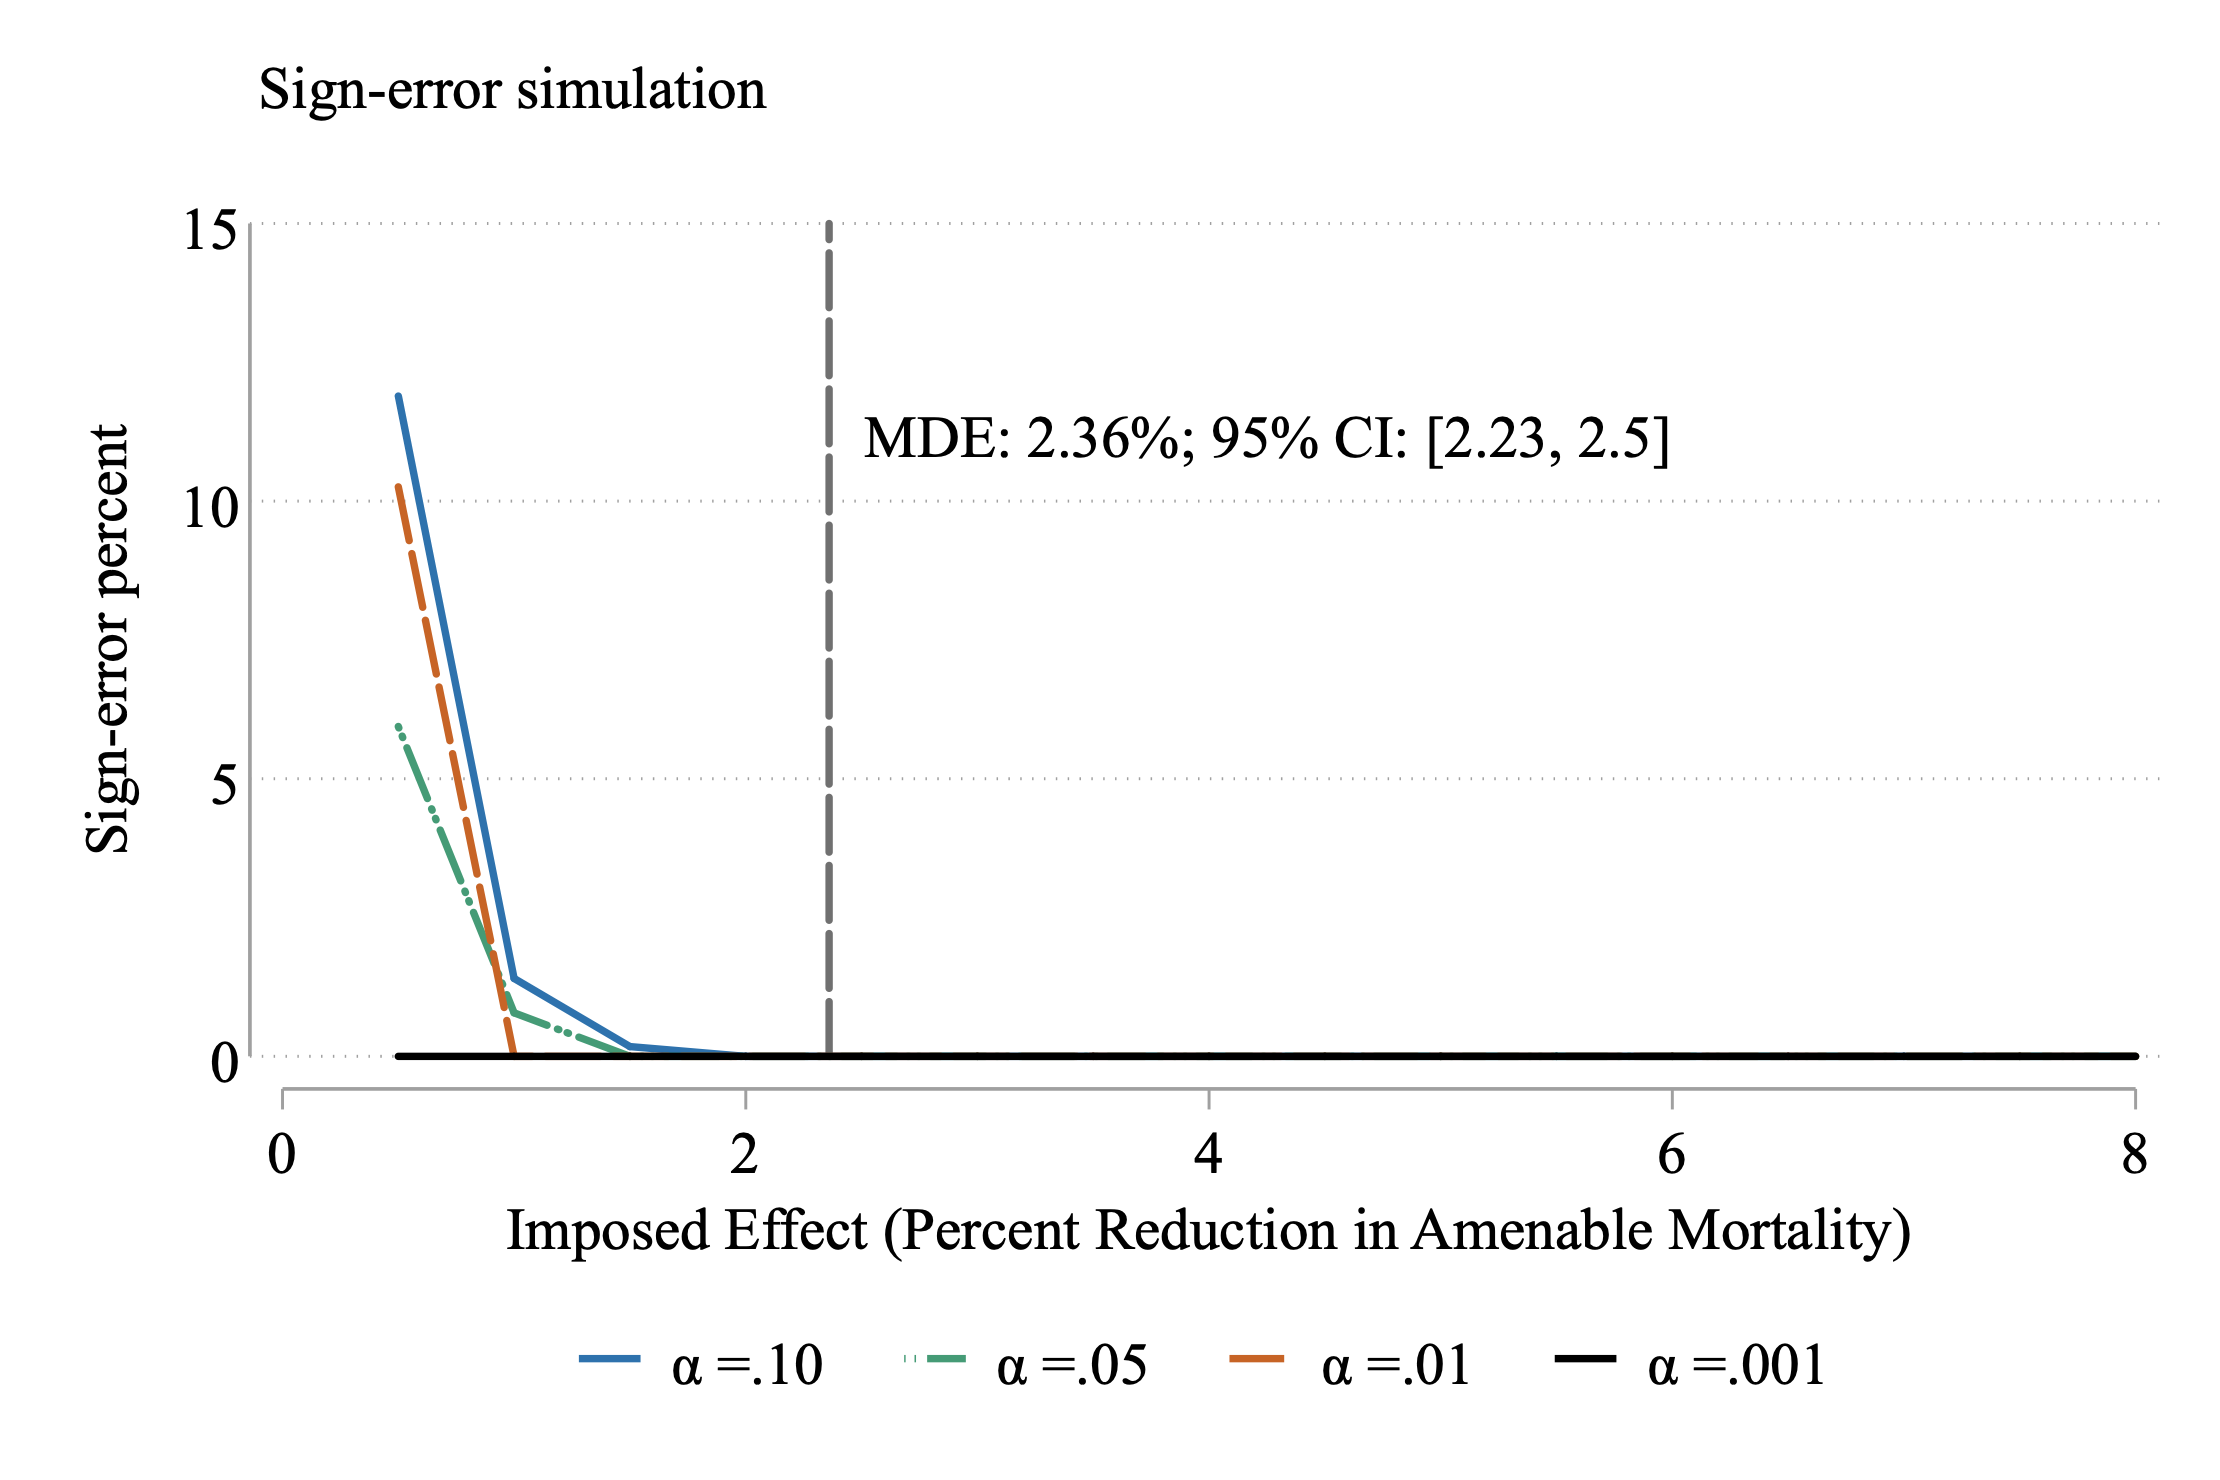 Sign-error simulation
15
10
5
0
Sign-error percent
MDE: 2.36%; 95% CI: [2.23, 2.5]
0 2 4 6 8
Imposed Effect (Percent Reduction in Amenable Mortality)
α =.10 α =.05 α =.01 α =.001